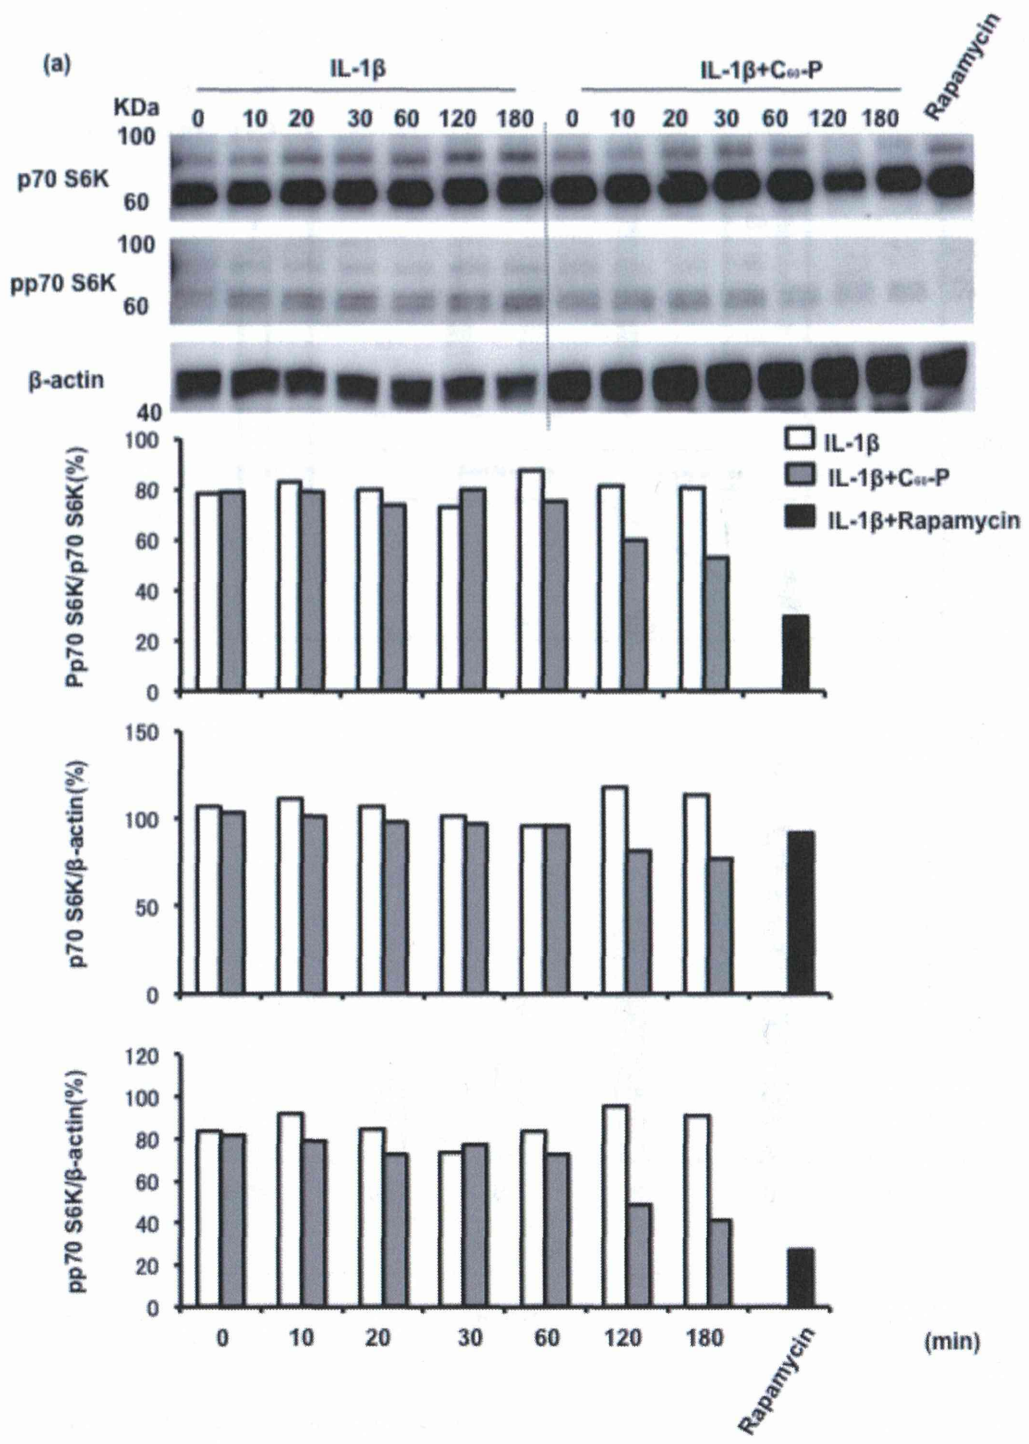 (a)
IL-1β IL-1β+C₆₀-P Rapamycin
KDa 0 10 20 30 60 120 180 0 10 20 30 60 120 180
100
p70 S6K
60
100
pp70 S6K
60
β-actin
40
Pp70 S6K/p70 S6K(%)
100
80
60
40
20
0
IL-1β
IL-1β+C₆₀-P
IL-1β+Rapamycin
p70 S6K/β-actin(%)
150
100
50
0
pp70 S6K/β-actin(%)
120
100
80
60
40
20
0
0 10 20 30 60 120 180 (min)
Rapamycin